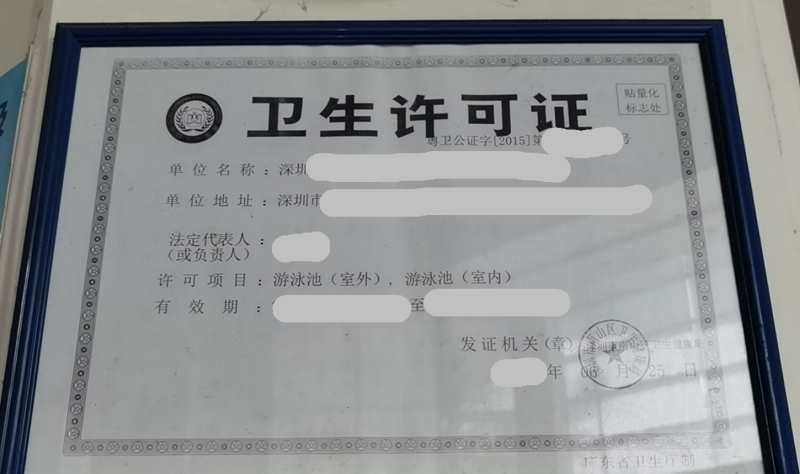 卫生许可证
贴量化
标志处
粤卫公证字[2015]第 号
单位名称：深圳
单位地址：深圳市
法定代表人：
（或负责人）
许可项目：游泳池（室外），游泳池（室内）
有效期： 至
发证机关（章）
年 06 月 25 日
广东省卫生厅制